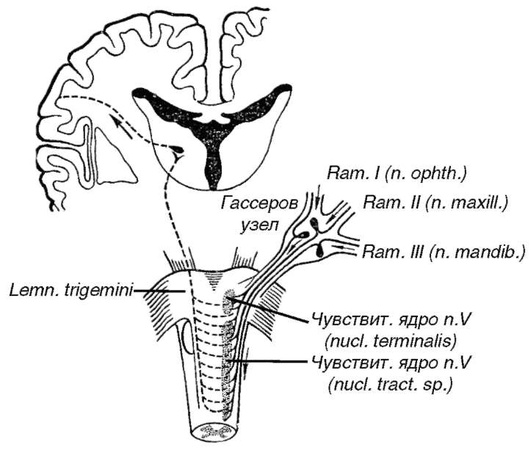 Ram. I (n. ophth.)
Гассеров
узел
Ram. II (n. maxill.)
Ram. III (n. mandib.)
Lemn. trigemini
Чувствит. ядро n.V
(nucl. terminalis)
Чувствит. ядро n.V
(nucl. tract. sp.)